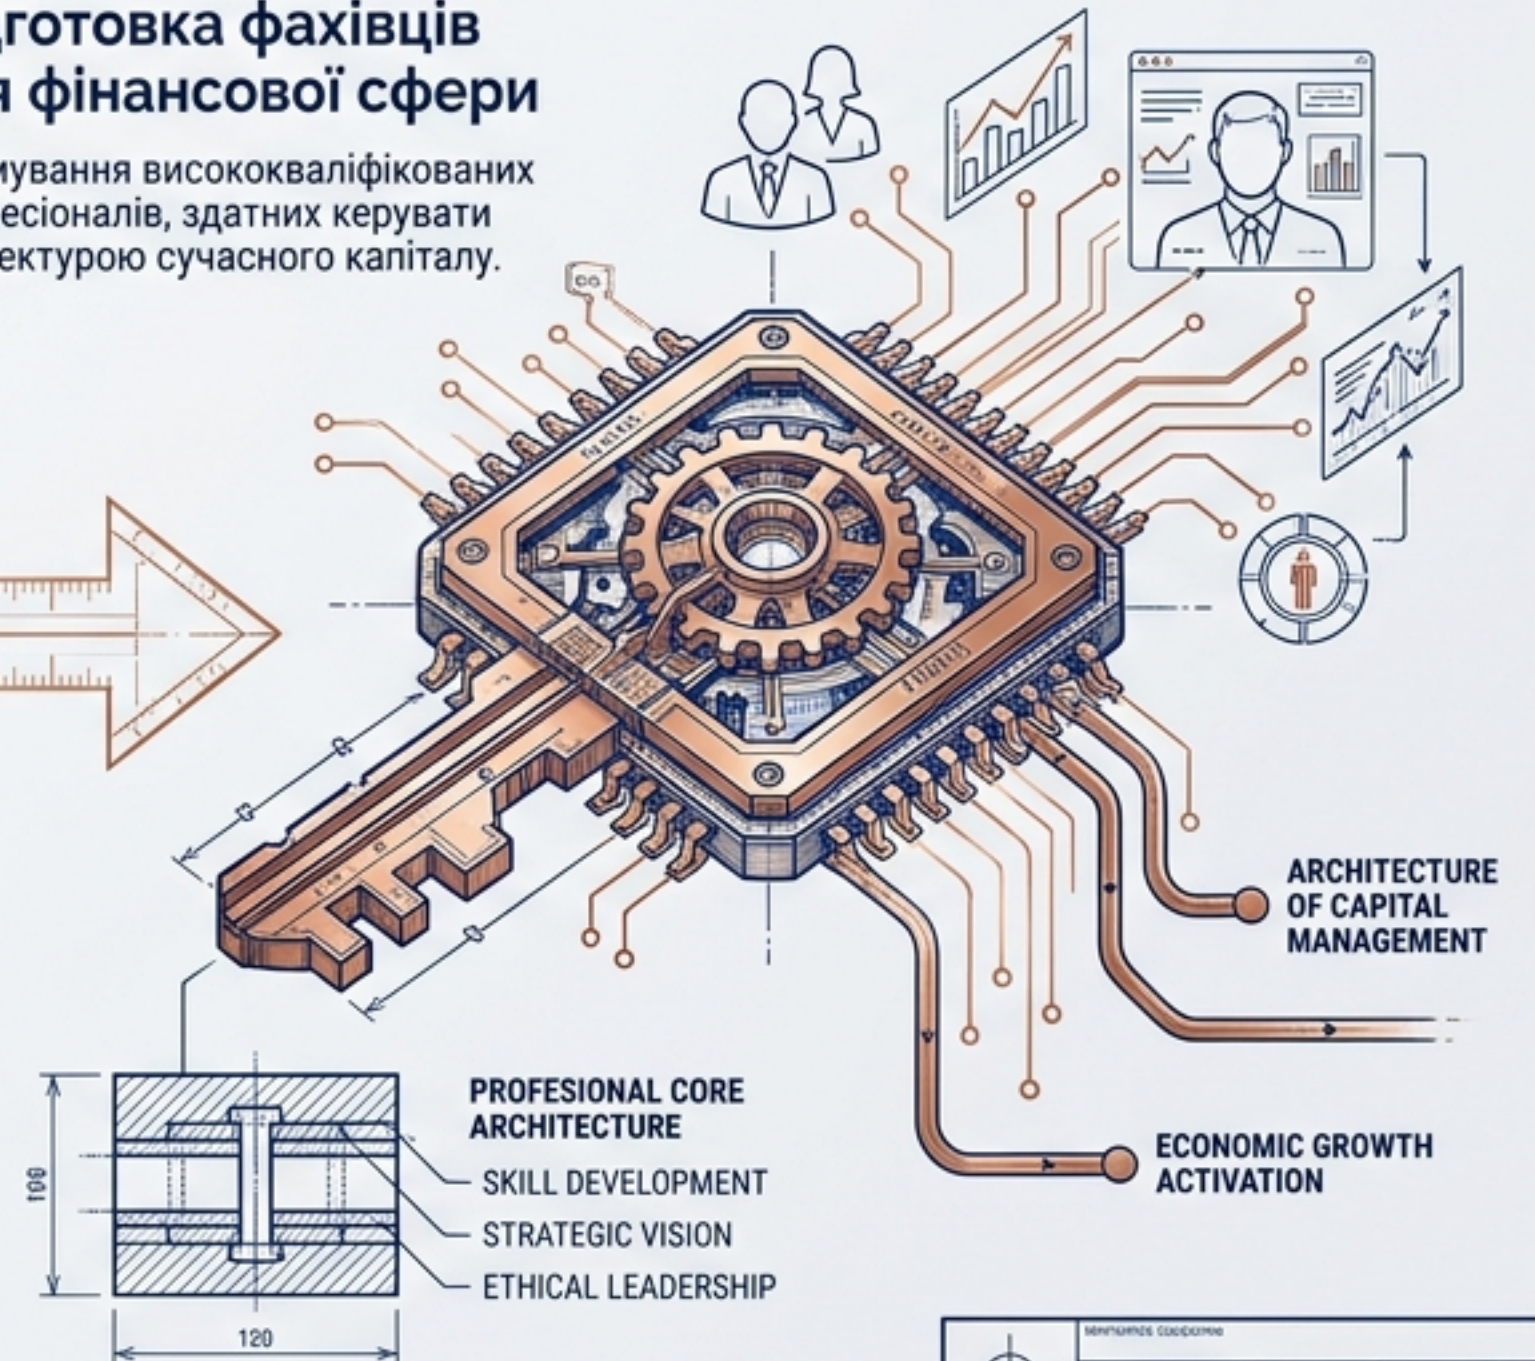 готовка фахівців
я фінансової сфери
мування висококваліфікованих
есіоналів, здатних керувати
ектурою сучасного капіталу.
ARCHITECTURE
OF CAPITAL
MANAGEMENT
PROFESIONAL CORE
ARCHITECTURE
SKILL DEVELOPMENT
STRATEGIC VISION
ETHICAL LEADERSHIP
ECONOMIC GROWTH
ACTIVATION
100
120